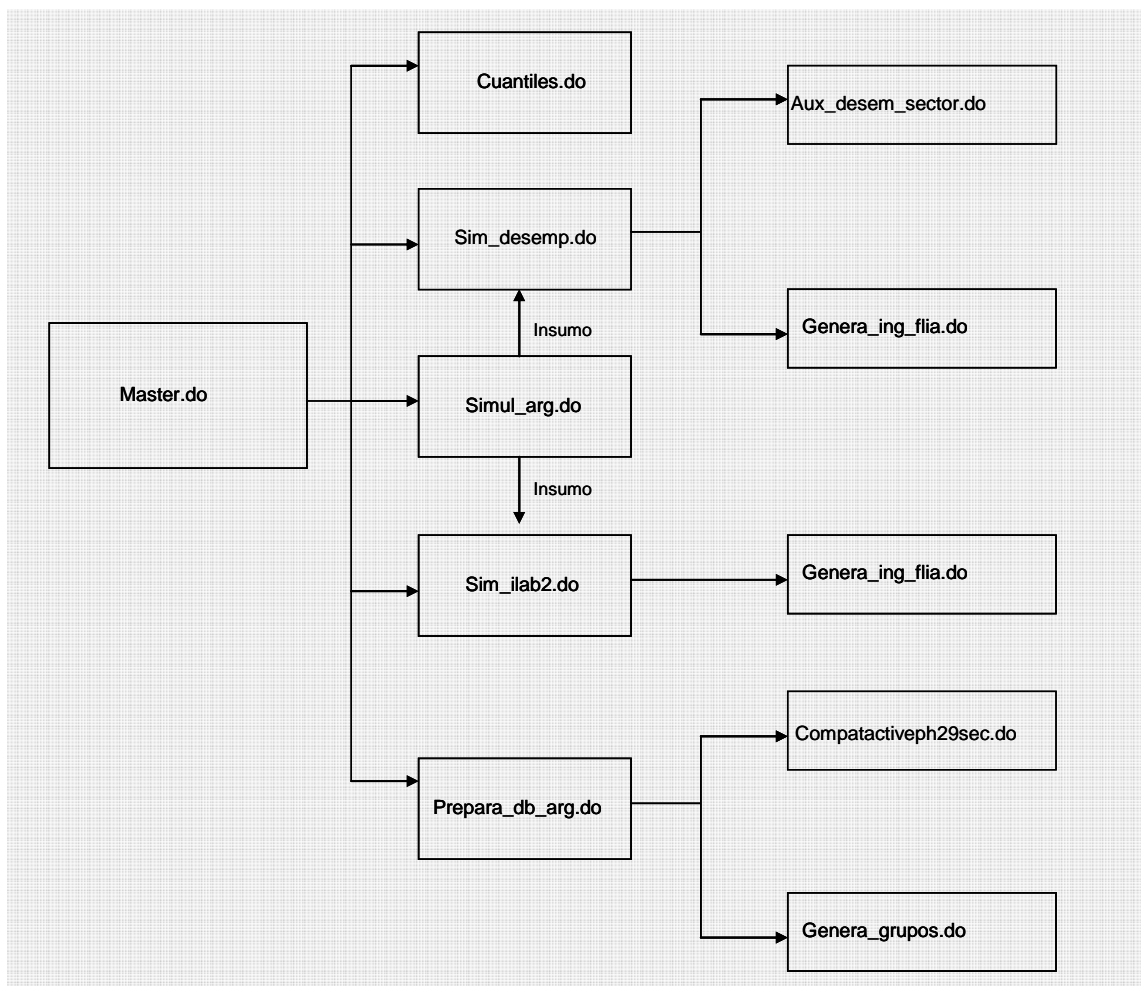 Cuantiles.do
Aux_desem_sector.do
Sim_desemp.do
Genera_ing_flia.do
Insumo
Master.do
Simul_arg.do
Insumo
Sim_ilab2.do
Genera_ing_flia.do
Compatactiveph29sec.do
Prepara_db_arg.do
Genera_grupos.do